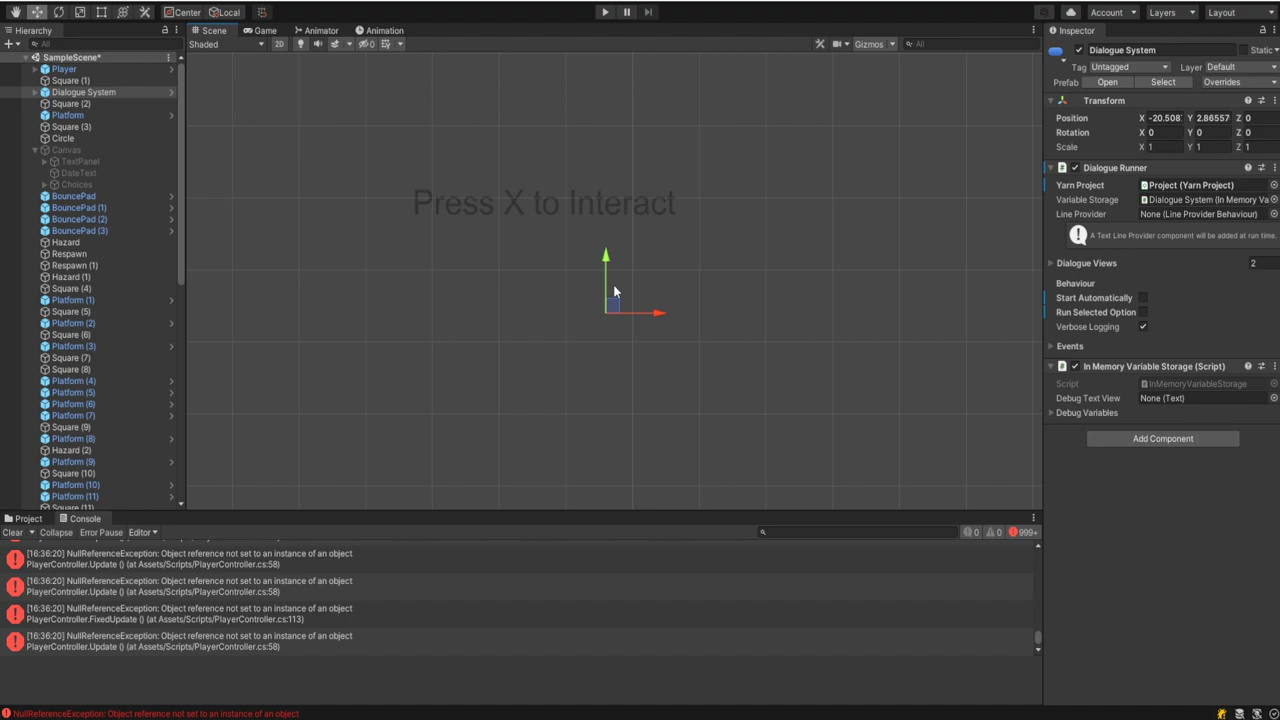 Center Local Account Layers Layout
Hierarchy Scene Game Animator Animation Inspector
All Shaded 2D 0 Gizmos All
SampleScene*
Player
Square (1)
Dialogue System
Square (2)
Platform
Square (3)
Circle
Canvas
TextPanel
DateText
Choices
BouncePad
BouncePad (1)
BouncePad (2)
BouncePad (3)
Hazard
Respawn
Respawn (1)
Hazard (1)
Square (4)
Platform (1)
Square (5)
Platform (2)
Square (6)
Platform (3)
Square (7)
Square (8)
Platform (4)
Platform (5)
Platform (6)
Platform (7)
Square (9)
Platform (8)
Hazard (2)
Platform (9)
Square (10)
Platform (10)
Platform (11)
Square (11)
Press X to Interact
Dialogue System Static
Tag Untagged Layer Default
Prefab Open Select Overrides
Transform
Position X -20.508 Y 2.86557 Z 0
Rotation X 0 Y 0 Z 0
Scale X 1 Y 1 Z 1
Dialogue Runner
Yarn Project Project (Yarn Project)
Variable Storage Dialogue System (In Memory Va
Line Provider None (Line Provider Behaviour)
A Text Line Provider component will be added at run time.
Dialogue Views 2
Behaviour
Start Automatically
Run Selected Option
Verbose Logging
Events
In Memory Variable Storage (Script)
Script InMemoryVariableStorage
Debug Text View None (Text)
Debug Variables
Add Component
Project Console
Clear Collapse Error Pause Editor 0 0 999+
[16:36:20] NullReferenceException: Object reference not set to an instance of an object
PlayerController.Update () (at Assets/Scripts/PlayerController.cs:58)
[16:36:20] NullReferenceException: Object reference not set to an instance of an object
PlayerController.Update () (at Assets/Scripts/PlayerController.cs:58)
[16:36:20] NullReferenceException: Object reference not set to an instance of an object
PlayerController.FixedUpdate () (at Assets/Scripts/PlayerController.cs:113)
[16:36:20] NullReferenceException: Object reference not set to an instance of an object
PlayerController.Update () (at Assets/Scripts/PlayerController.cs:58)
NullReferenceException: Object reference not set to an instance of an object